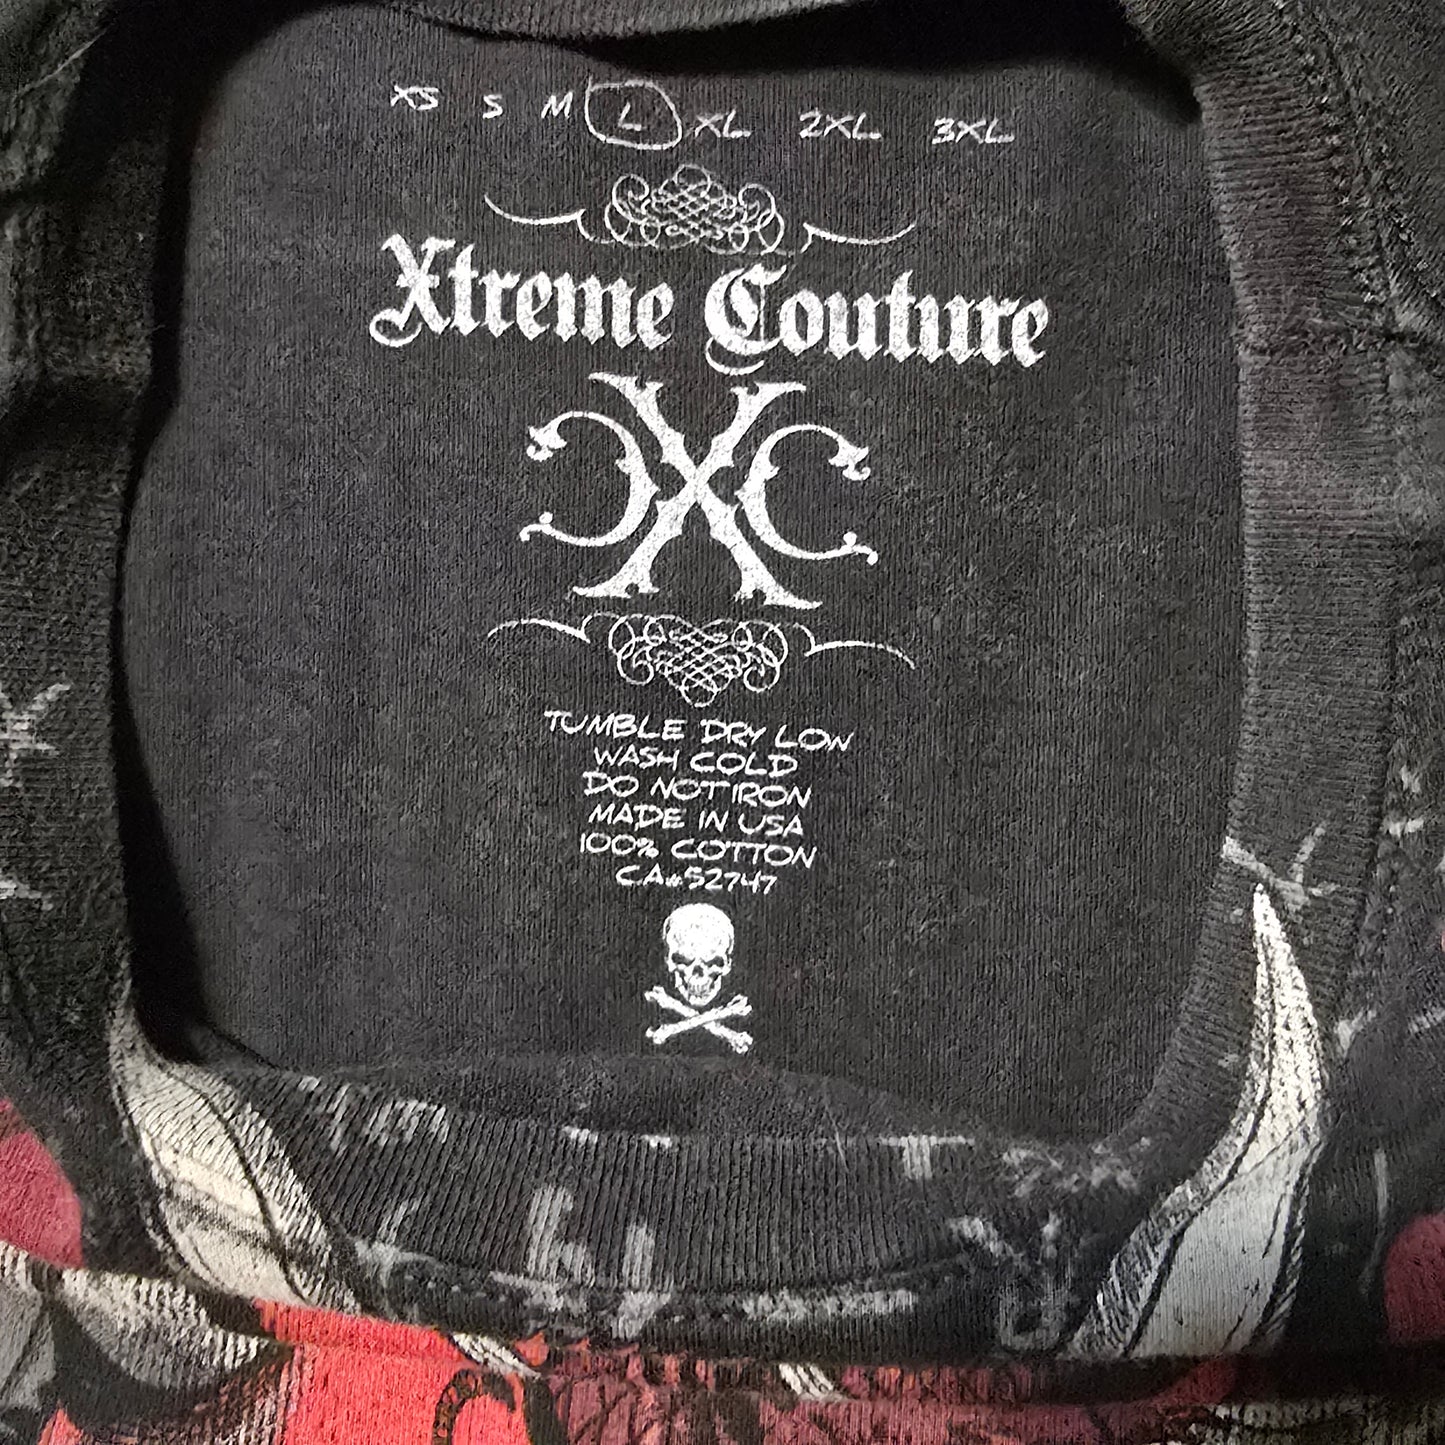 XS S M L XL 2XL 3XL
Xtreme Couture
X
TUMBLE DRY LOW
WASH COLD
DO NOT IRON
MADE IN USA
100% COTTON
CA#52747